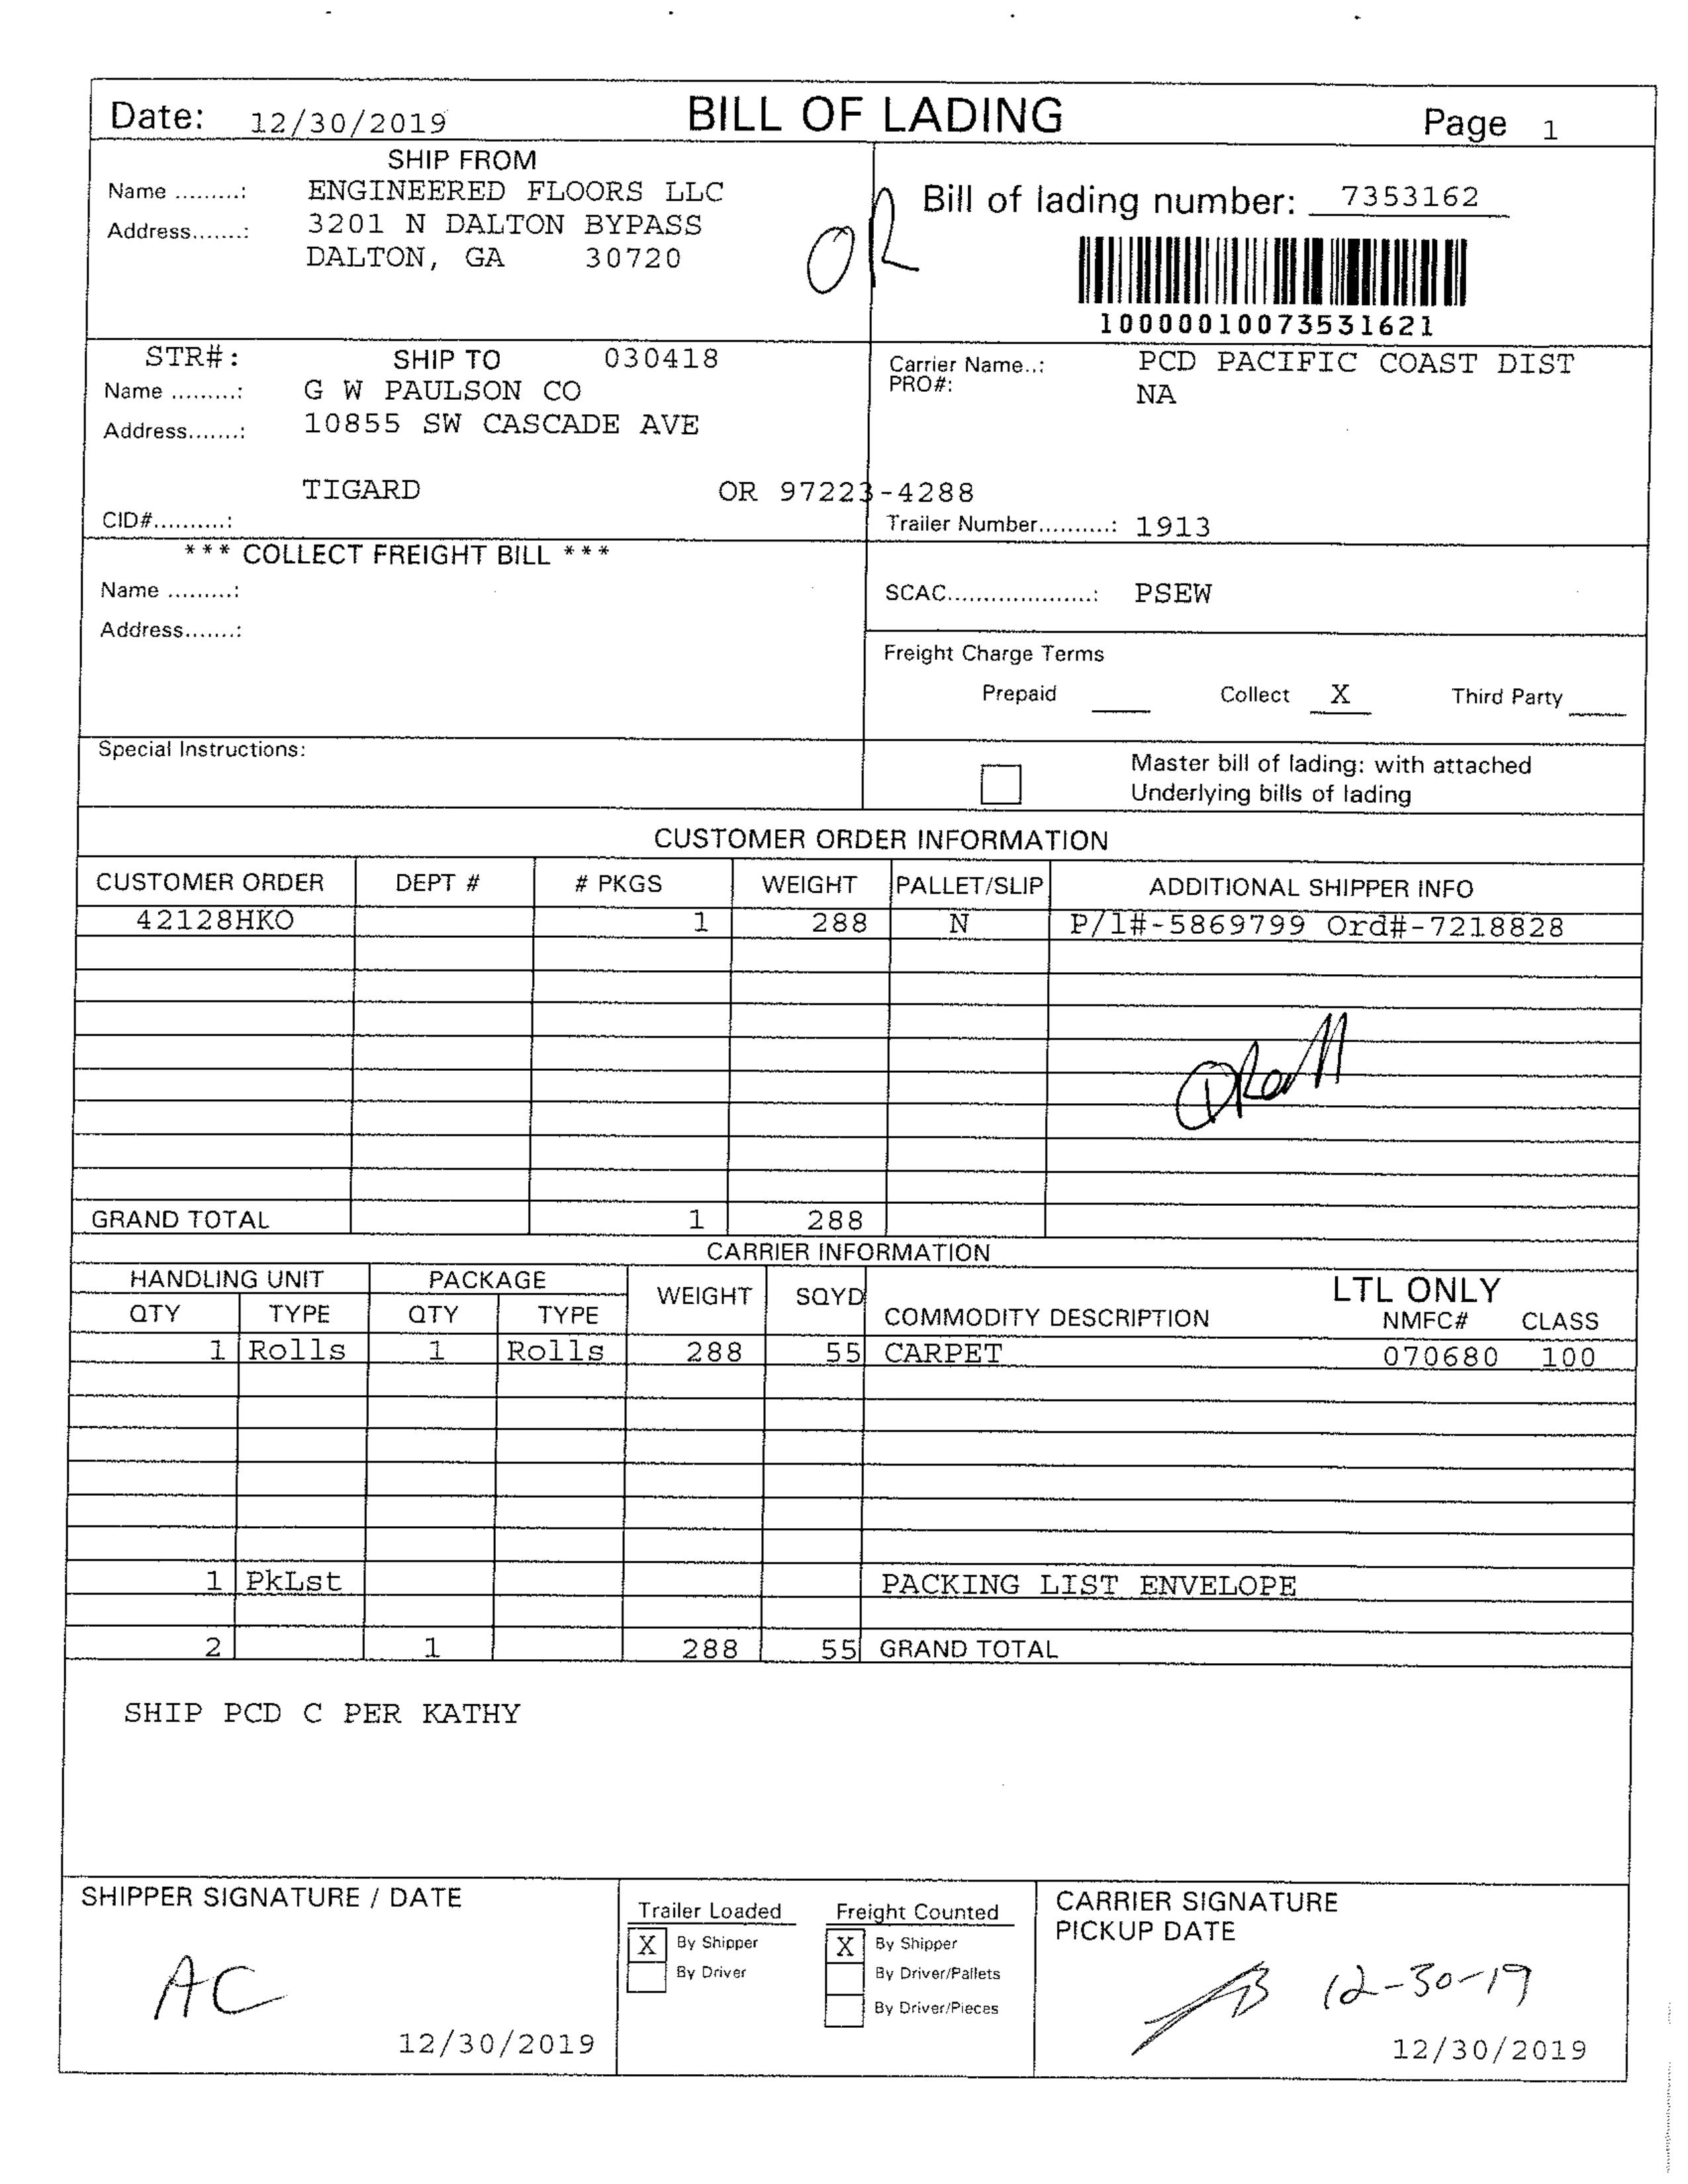 Date: 12/30/2019 BILL OF LADING Page 1
SHIP FROM
Name .........: ENGINEERED FLOORS LLC
Address.......: 3201 N DALTON BYPASS
DALTON, GA 30720
OR
Bill of lading number: 7353162
10000010073531621
STR#: SHIP TO 030418
Name .........: G W PAULSON CO
Address.......: 10855 SW CASCADE AVE
TIGARD OR 97223-4288
CID#..........:
Carrier Name..: PCD PACIFIC COAST DIST
PRO#: NA
Trailer Number..........: 1913
*** COLLECT FREIGHT BILL ***
Name .........:
Address.......:
SCAC....................: PSEW
Freight Charge Terms
Prepaid ____ Collect X Third Party ____
Special Instructions:
Master bill of lading: with attached
Underlying bills of lading
CUSTOMER ORDER INFORMATION
CUSTOMER ORDER DEPT # # PKGS WEIGHT PALLET/SLIP ADDITIONAL SHIPPER INFO
42128HKO 1 288 N P/l#-5869799 Ord#-7218828
GRAND TOTAL 1 288
CARRIER INFORMATION
HANDLING UNIT PACKAGE WEIGHT SQYD LTL ONLY
QTY TYPE QTY TYPE COMMODITY DESCRIPTION NMFC# CLASS
1 Rolls 1 Rolls 288 55 CARPET 070680 100
1 PkLst PACKING LIST ENVELOPE
2 1 288 55 GRAND TOTAL
SHIP PCD C PER KATHY
SHIPPER SIGNATURE / DATE
AC
12/30/2019
Trailer Loaded
X By Shipper
By Driver
Freight Counted
X By Shipper
By Driver/Pallets
By Driver/Pieces
CARRIER SIGNATURE
PICKUP DATE
12-30-19
12/30/2019